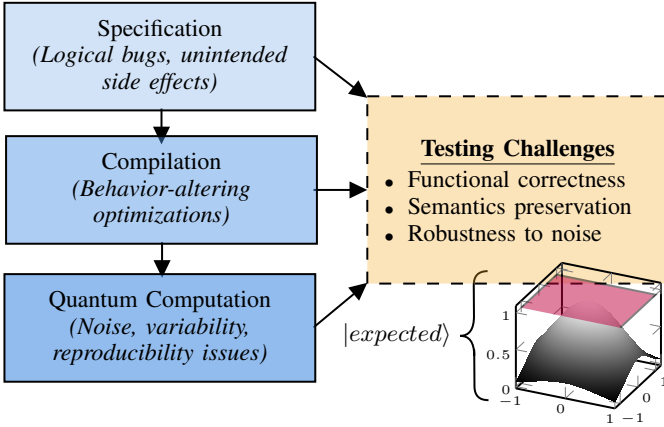 Specification
(Logical bugs, unintended
side effects)
Compilation
(Behavior-altering
optimizations)
Quantum Computation
(Noise, variability,
reproducibility issues)
Testing Challenges
• Functional correctness
• Semantics preservation
• Robustness to noise
|expected⟩
1
0.5
0
−1
0
1
−1
0
1